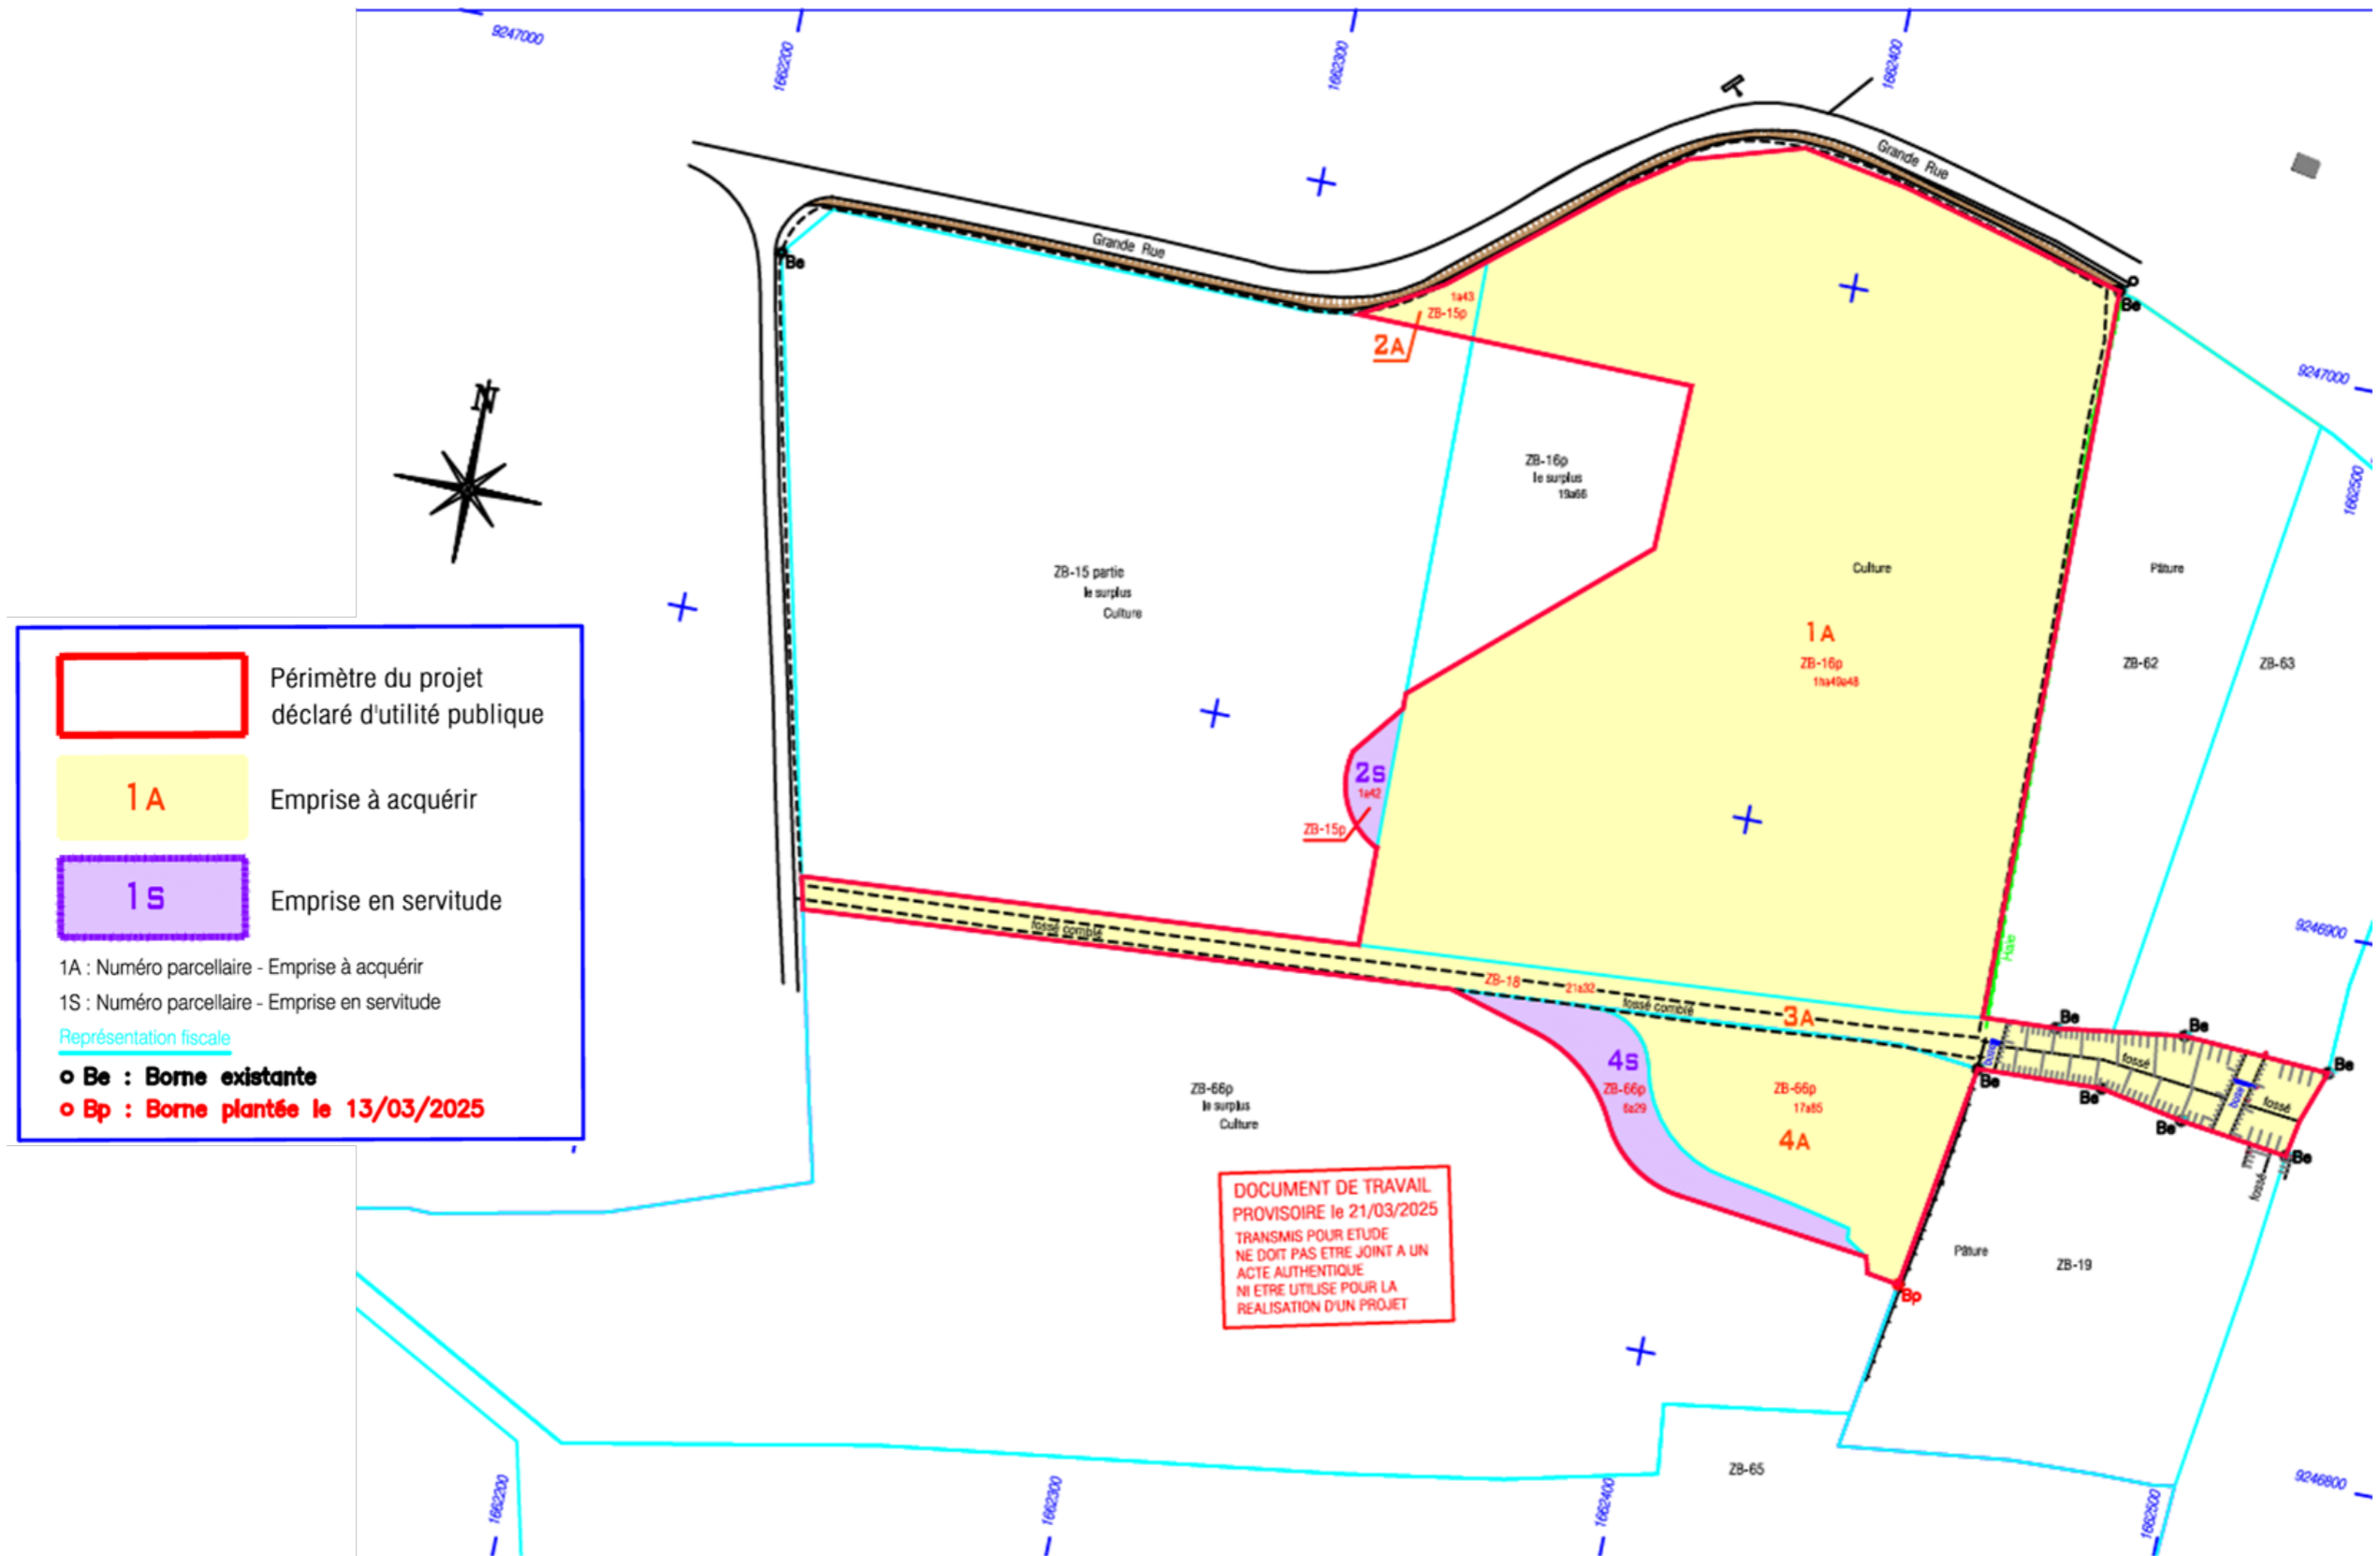 9247000
1662200
1662300
1662400
Grande Rue
Grande Rue
Be
1a43
ZB-15p
2A
Be
9247000
N
ZB-16p
le surplus
19a66
1662500
ZB-15 partie
le surplus
Culture
Culture
Pâture
1A
ZB-16p
1ha49a48
ZB-62
ZB-63
Périmètre du projet
déclaré d'utilité publique
1A
Emprise à acquérir
1S
Emprise en servitude
1A : Numéro parcellaire - Emprise à acquérir
1S : Numéro parcellaire - Emprise en servitude
Représentation fiscale
Be : Borne existante
Bp : Borne plantée le 13/03/2025
2S
1a42
ZB-15p
fossé comblé
Haie
9246900
ZB-18
21a32
fossé comblé
3A
Be
Be
Be
buse
fossé
buse
fossé
Be
Be
Be
Be
fossé
4S
ZB-66p
6a29
ZB-66p
17a85
4A
ZB-66p
le surplus
Culture
DOCUMENT DE TRAVAIL
PROVISOIRE le 21/03/2025
TRANSMIS POUR ETUDE
NE DOIT PAS ETRE JOINT A UN
ACTE AUTHENTIQUE
NI ETRE UTILISE POUR LA
REALISATION D'UN PROJET
Pâture
ZB-19
Bp
ZB-65
9246800
1662200
1662300
1662400
1662500